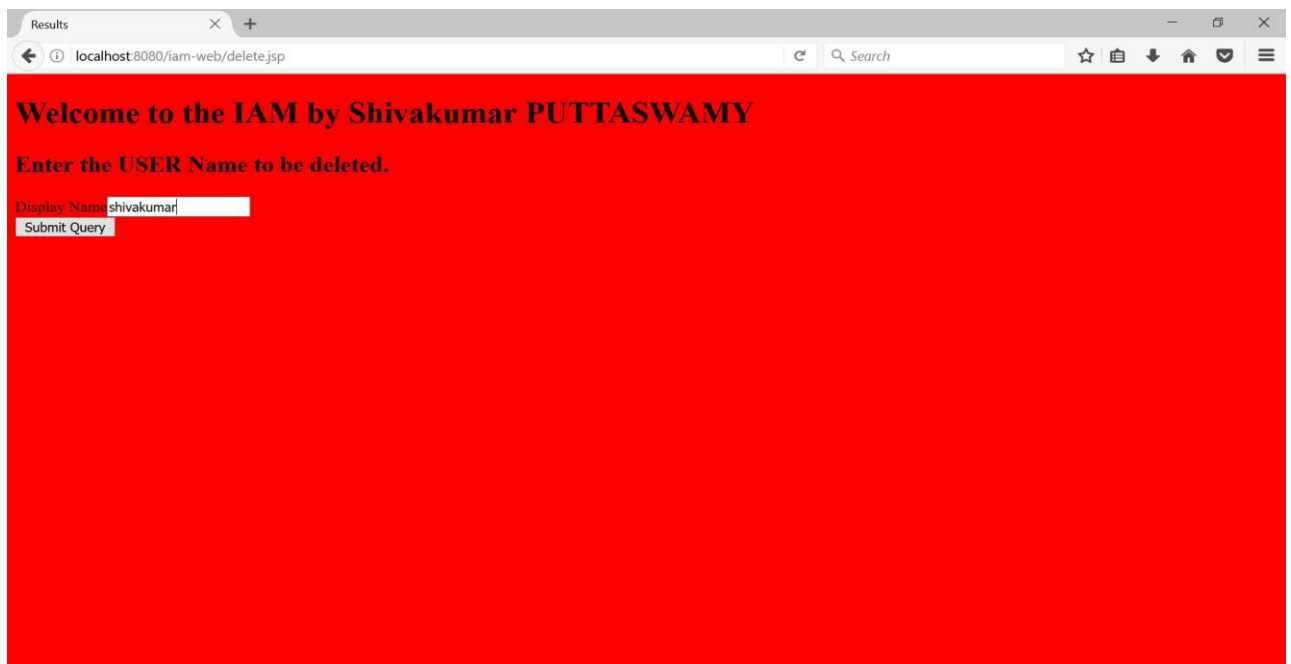 Results
localhost:8080/iam-web/delete.jsp
Search
Welcome to the IAM by Shivakumar PUTTASWAMY
Enter the USER Name to be deleted.
Display Name shivakumar
Submit Query